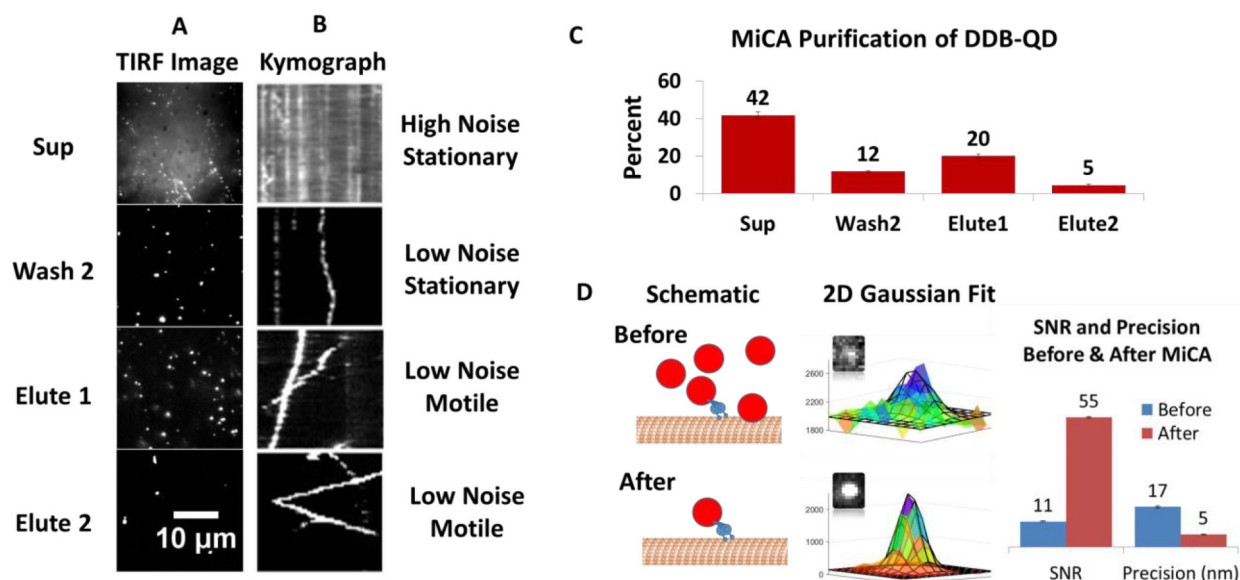 A
B
TIRF Image
Kymograph
Sup
High Noise
Stationary
Wash 2
Low Noise
Stationary
Elute 1
Low Noise
Motile
Elute 2
10 µm
Low Noise
Motile
C
MiCA Purification of DDB-QD
Percent
60
40
20
0
42
12
20
5
Sup
Wash2
Elute1
Elute2
D
Schematic
2D Gaussian Fit
Before
2600
2200
1800
After
2000
1000
0
SNR and Precision
Before & After MiCA
55
Before
After
11
17
5
SNR
Precision (nm)